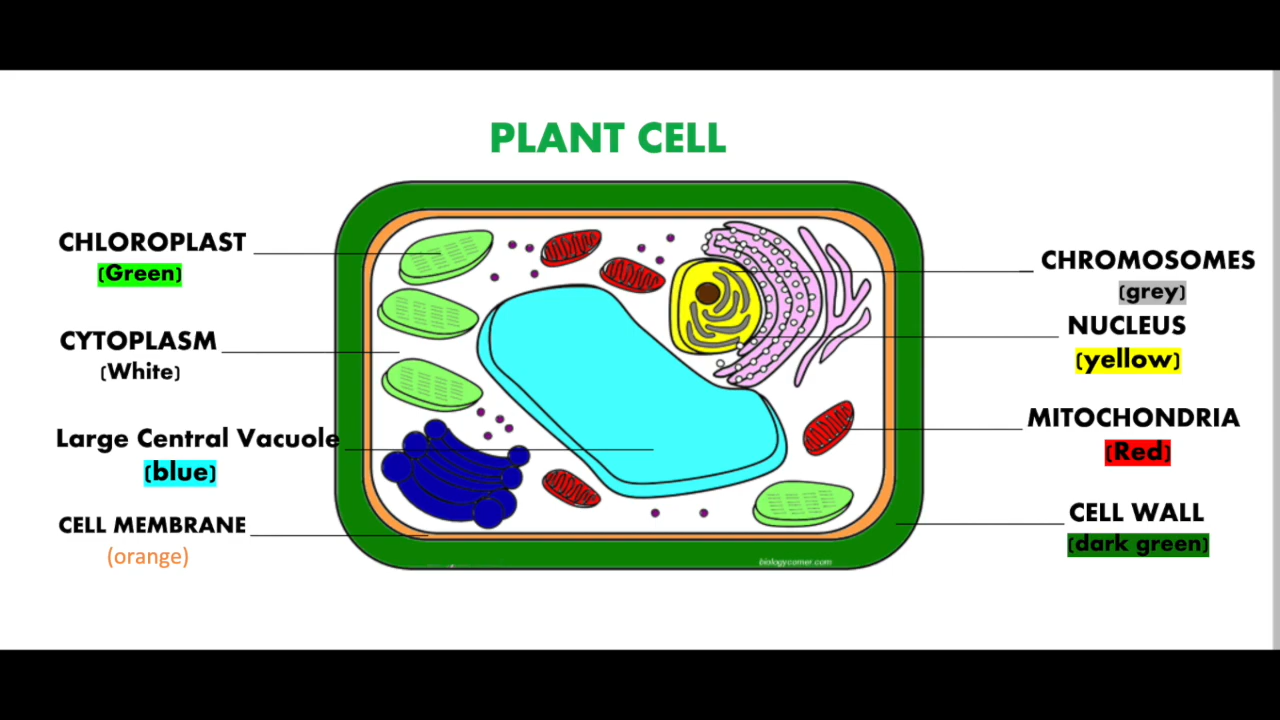 PLANT CELL
CHLOROPLAST
(Green)
CYTOPLASM
(White)
Large Central Vacuole
(blue)
CELL MEMBRANE
(orange)
CHROMOSOMES
(grey)
NUCLEUS
(yellow)
MITOCHONDRIA
(Red)
CELL WALL
(dark green)
biologycorner.com